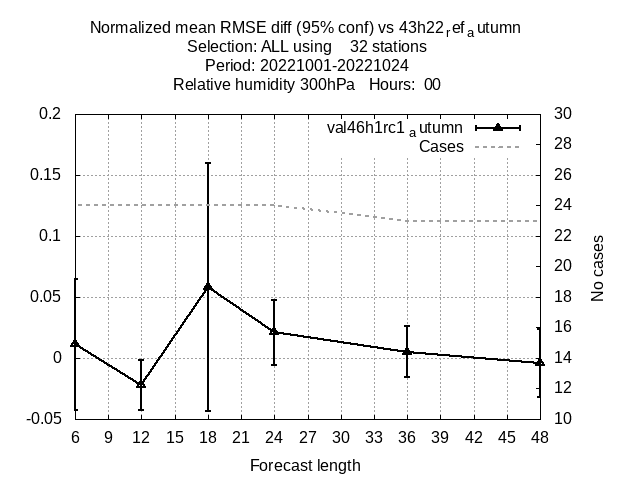 Normalized mean RMSE diff (95% conf) vs 43h22refautumn
Selection: ALL using 32 stations
Period: 20221001-20221024
Relative humidity 300hPa Hours: 00
val46h1rc1autumn
Cases
0.2
0.15
0.1
0.05
0
-0.05
30
28
26
24
22
20
18
16
14
12
10
No cases
6 9 12 15 18 21 24 27 30 33 36 39 42 45 48
Forecast length